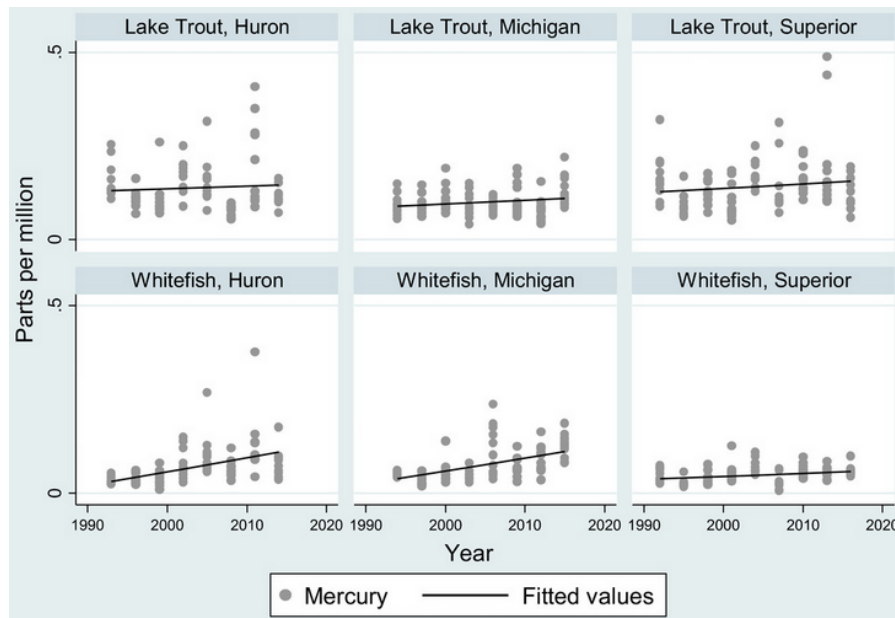 Lake Trout, Huron
Lake Trout, Michigan
Lake Trout, Superior
.5
0
Whitefish, Huron
Whitefish, Michigan
Whitefish, Superior
.5
0
Parts per million
1990 2000 2010 2020
1990 2000 2010 2020
1990 2000 2010 2020
Year
Mercury
Fitted values